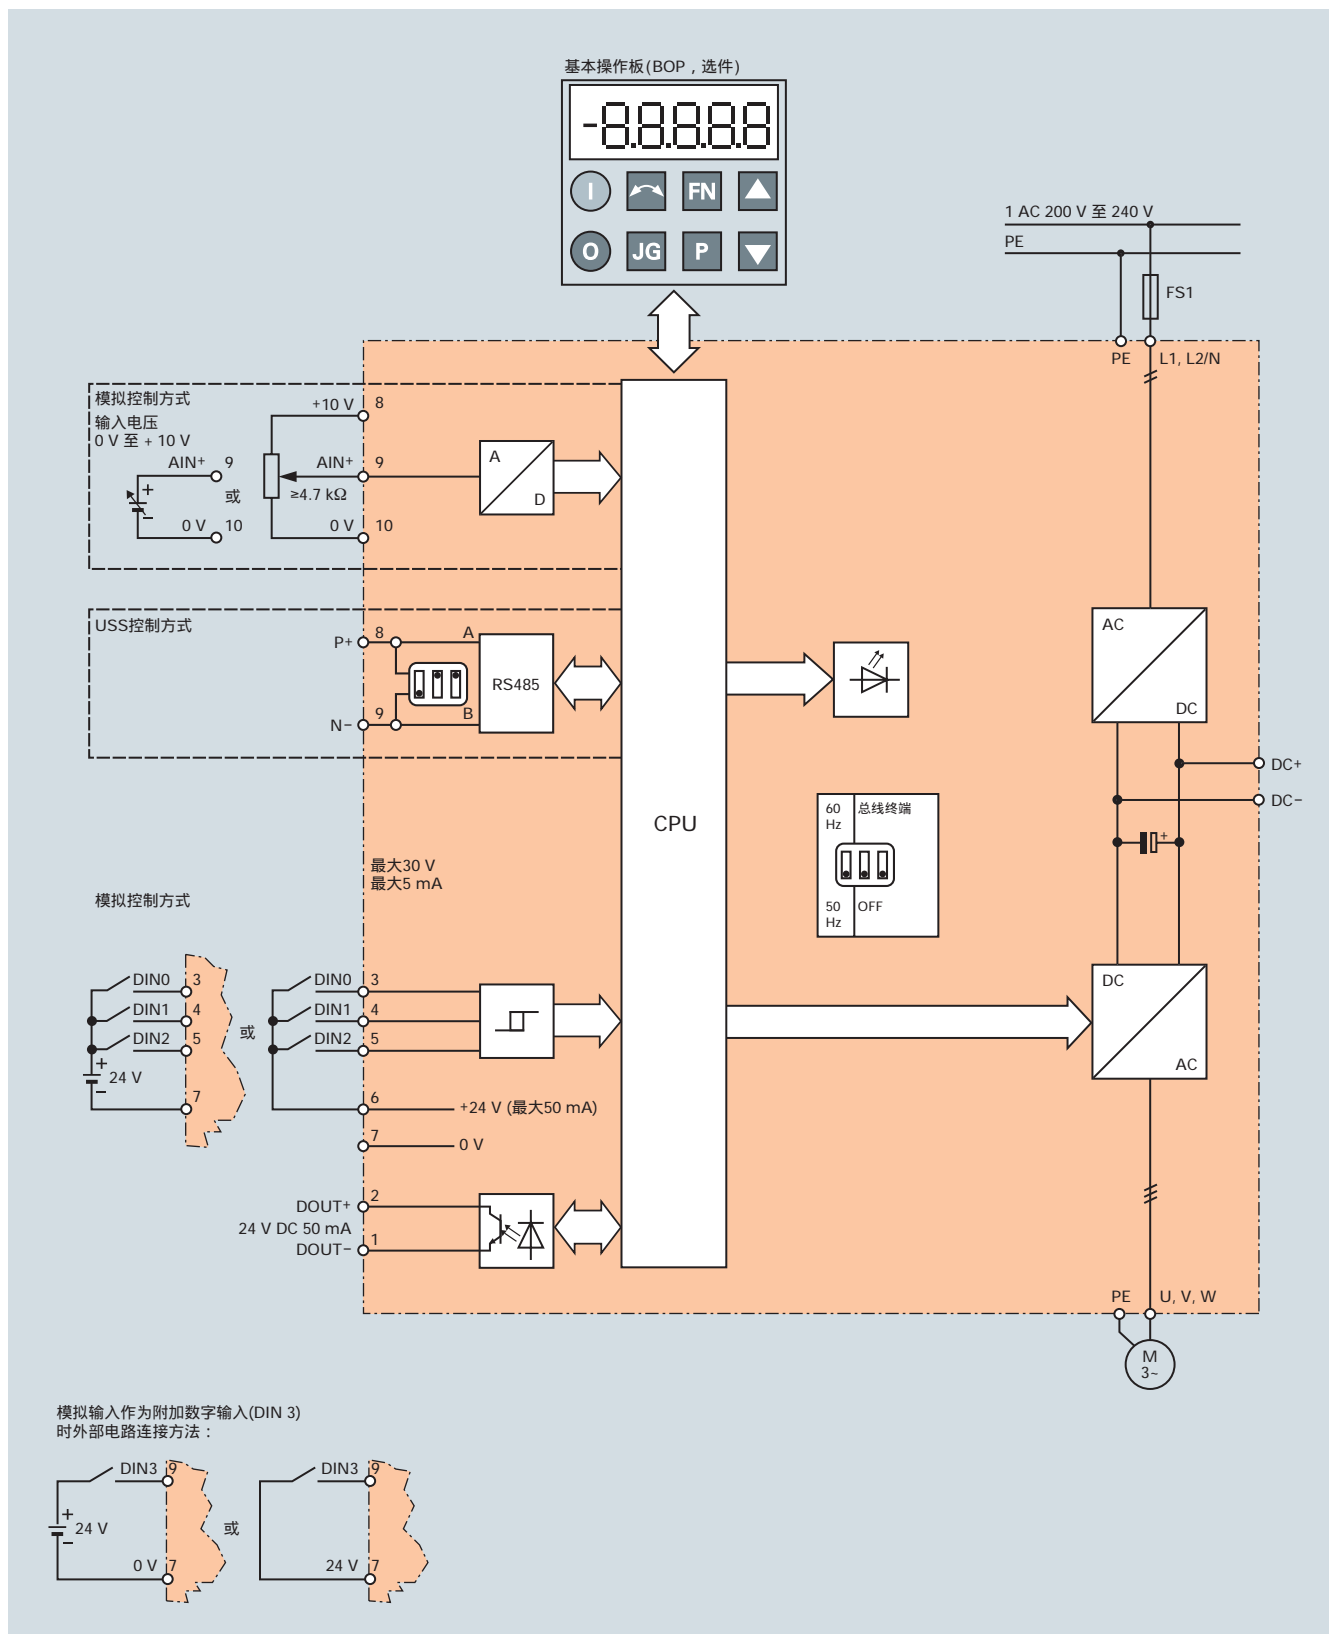 基本操作板(BOP，选件)
-8.8.8.8.8
I
FN
O
JG
P
1 AC 200 V 至 240 V
PE
FS1
PE
L1, L2/N
模拟控制方式
输入电压
0 V 至 + 10 V
+10 V
8
AIN+
9
或
AIN+
9
≥4.7 kΩ
0 V
10
0 V
10
A
D
USS控制方式
P+
8
A
RS485
N-
9
B
CPU
AC
DC
DC+
DC-
+
60
Hz
总线终端
50
Hz
OFF
最大30 V
最大5 mA
模拟控制方式
DIN0
3
DIN1
4
DIN2
5
+
24 V
-
7
或
DIN0
3
DIN1
4
DIN2
5
6
+24 V (最大50 mA)
7
0 V
DC
AC
DOUT+
2
24 V DC 50 mA
DOUT-
1
PE
U, V, W
M
3~
模拟输入作为附加数字输入(DIN 3)
时外部电路连接方法：
DIN3
9
+
24 V
-
0 V
7
或
DIN3
9
24 V
7